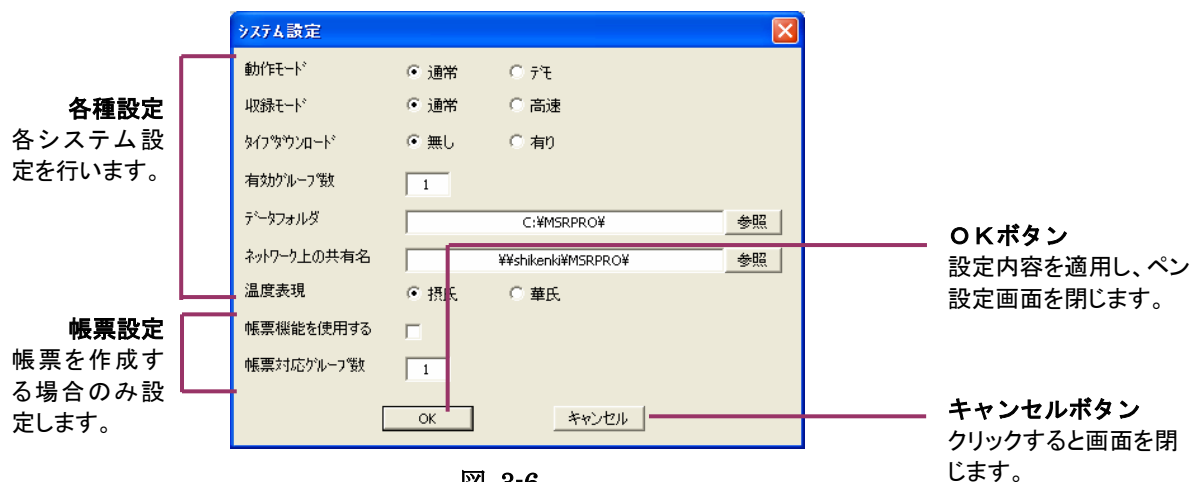 システム設定
動作モード 通常 デモ
収録モード 通常 高速
タイプダウンロード 無し 有り
有効グループ数 1
データフォルダ C:¥MSRPRO¥ 参照
ネットワーク上の共有名 ¥¥shikenki¥MSRPRO¥ 参照
温度表現 摂氏 華氏
帳票機能を使用する
帳票対応グループ数 1
OK キャンセル
各種設定
各システム設
定を行います。
帳票設定
帳票を作成す
る場合のみ設
定します。
OKボタン
設定内容を適用し、ペン
設定画面を閉じます。
キャンセルボタン
クリックすると画面を閉
じます。
図 3-6